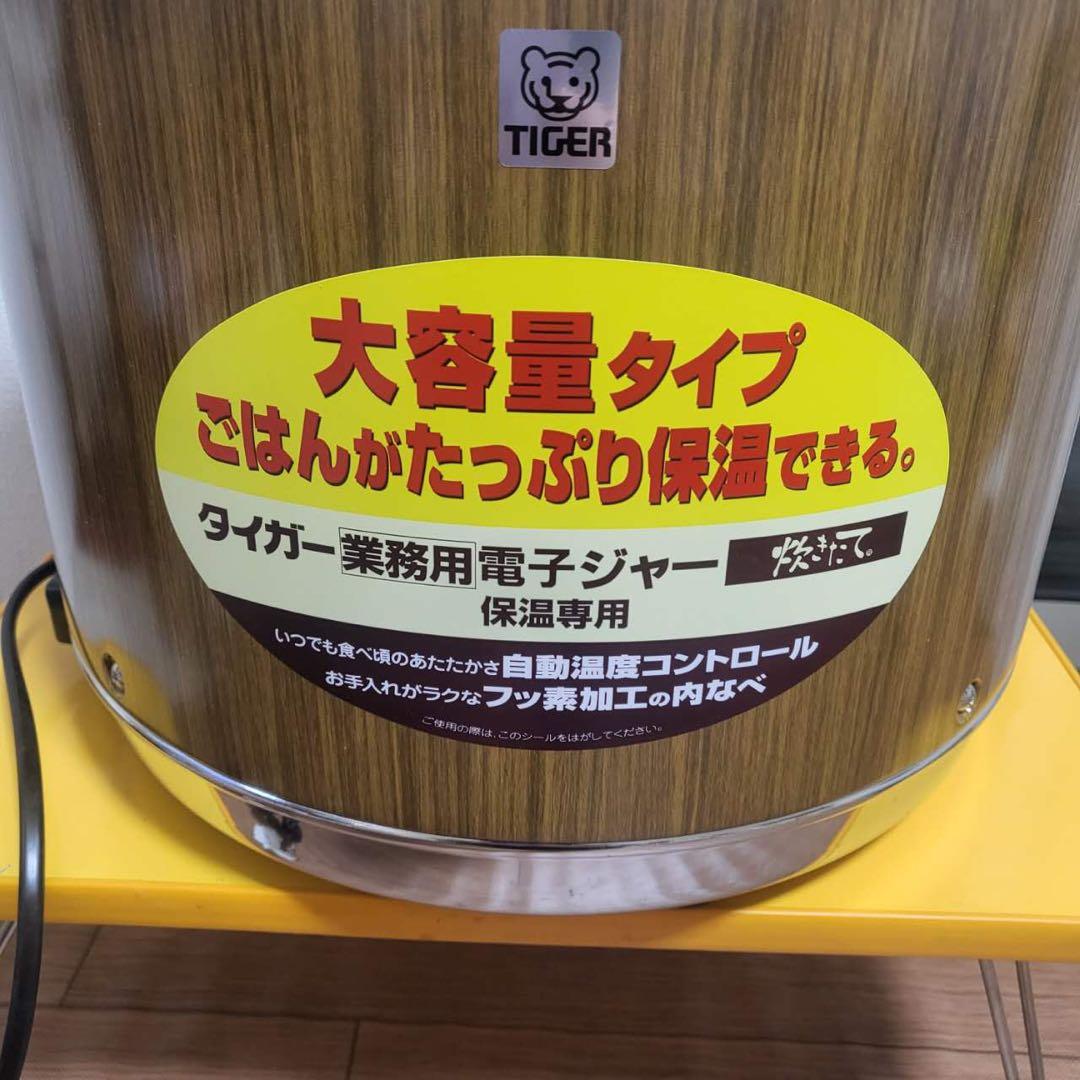 TIGER
大容量タイプ
ごはんがたっぷり保温できる。
タイガー業務用電子ジャー 炊きたて®
保温専用
いつでも食べ頃のあたたかさ自動温度コントロール
お手入れがラクなフッ素加工の内なべ
ご使用の際は、このシールをはがしてください。